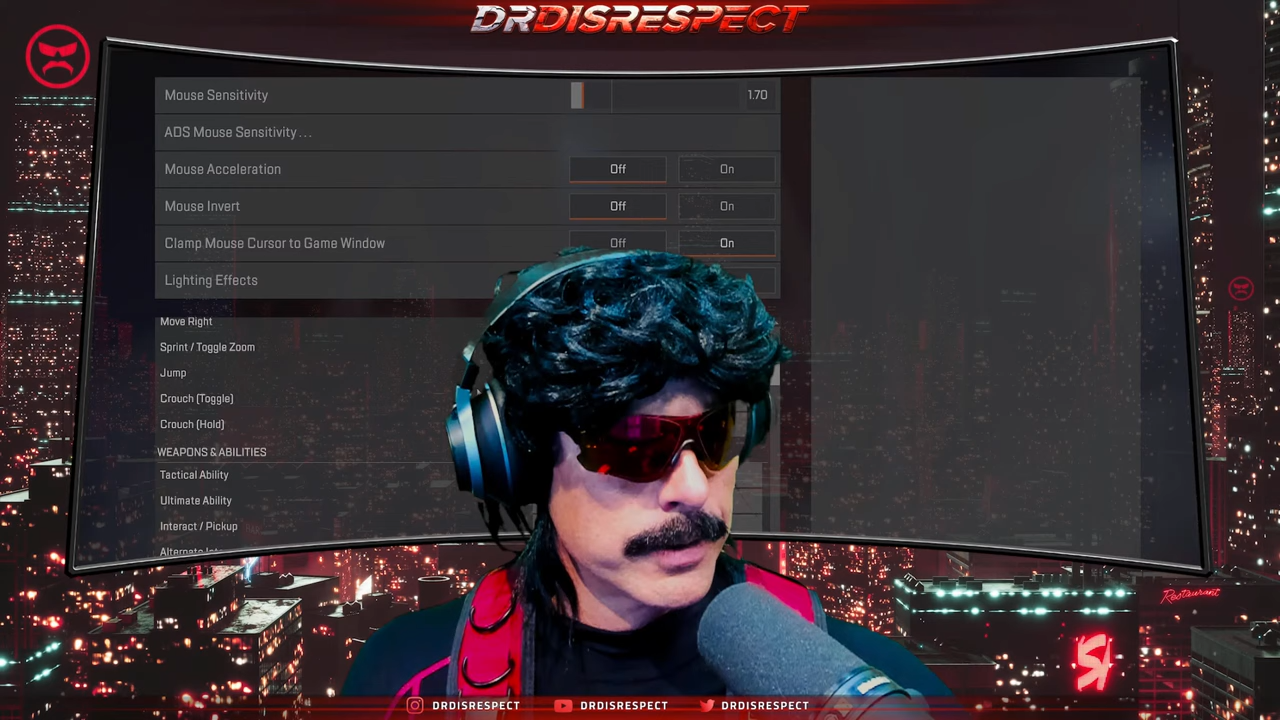 DRDISRESPECT
Mouse Sensitivity 1.70
ADS Mouse Sensitivity...
Mouse Acceleration Off On
Mouse Invert Off On
Clamp Mouse Cursor to Game Window Off On
Lighting Effects
Move Right
Sprint / Toggle Zoom
Jump
Crouch (Toggle)
Crouch (Hold)
WEAPONS & ABILITIES
Tactical Ability
Ultimate Ability
Interact / Pickup
Alternate
Restaurant
DRDISRESPECT DRDISRESPECT DRDISRESPECT